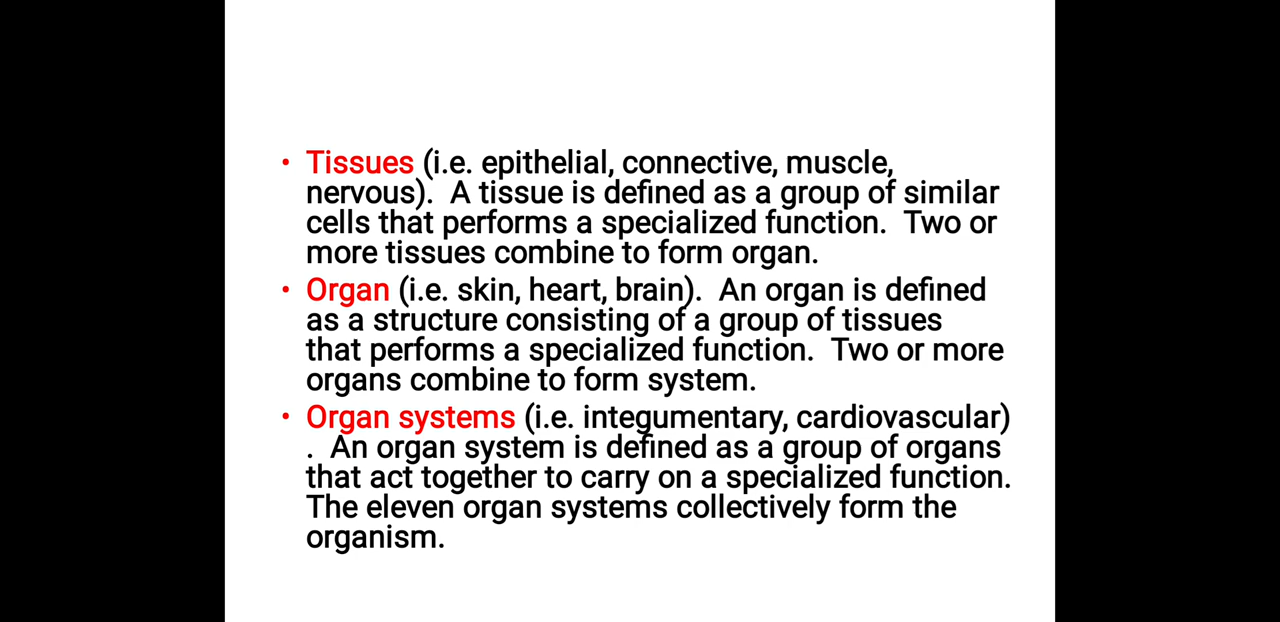 • Tissues (i.e. epithelial, connective, muscle,
nervous).  A tissue is defined as a group of similar
cells that performs a specialized function.  Two or
more tissues combine to form organ.
• Organ (i.e. skin, heart, brain).  An organ is defined
as a structure consisting of a group of tissues
that performs a specialized function.  Two or more
organs combine to form system.
• Organ systems (i.e. integumentary, cardiovascular)
.  An organ system is defined as a group of organs
that act together to carry on a specialized function.
The eleven organ systems collectively form the
organism.